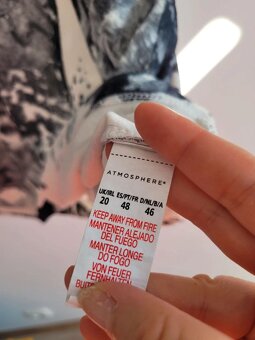 ATMOSPHERE®
UK/IRL ES/PT/FR D/NL/B/A
20 48 46
KEEP AWAY FROM FIRE
MANTENER ALEJADO
DEL FUEGO
MANTER LONGE
DO FOGO
VON FEUER
FERNHALTEN